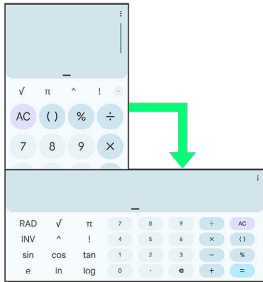 √ π ^ !
AC ( ) % ÷
7 8 9 ×
RAD √ π 7 8 9 ÷ AC
INV ^ ! 4 5 6 × ( )
sin cos tan 1 2 3 − %
e ln log 0 . + =